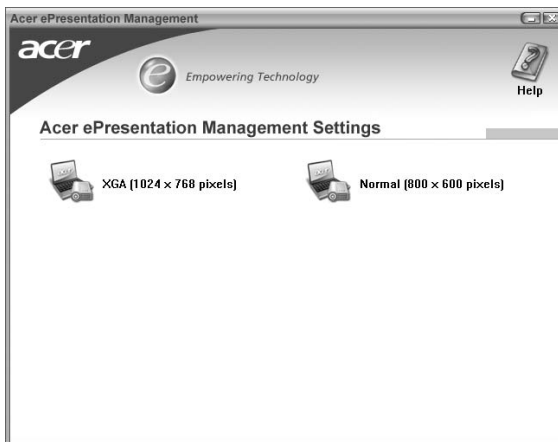 Acer ePresentation Management
acer
e Empowering Technology
Help
Acer ePresentation Management Settings
XGA (1024 x 768 pixels)
Normal (800 x 600 pixels)